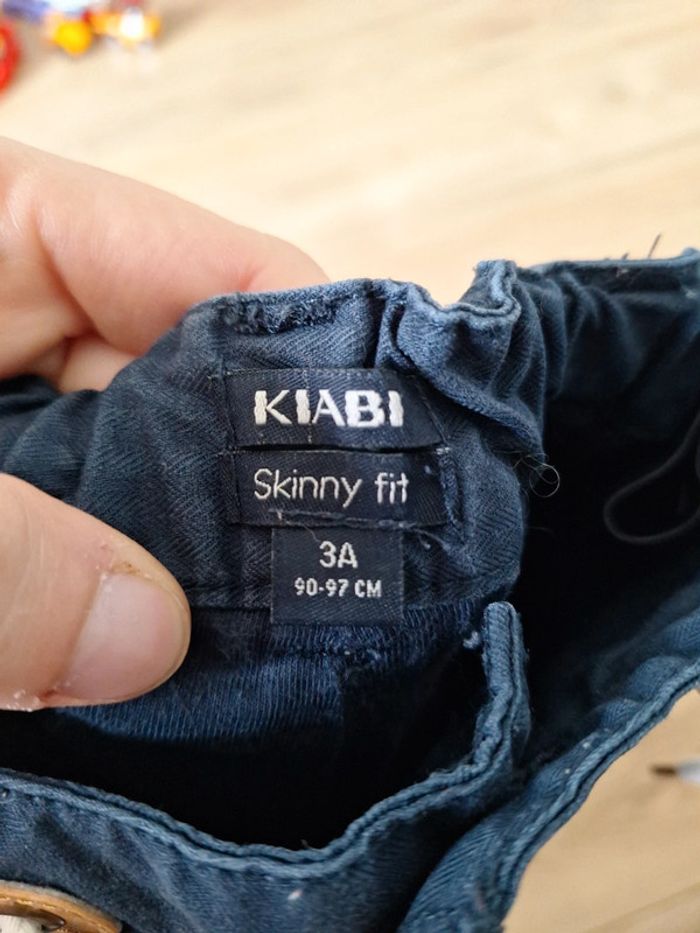 KIABI
Skinny fit
3A
90-97 CM